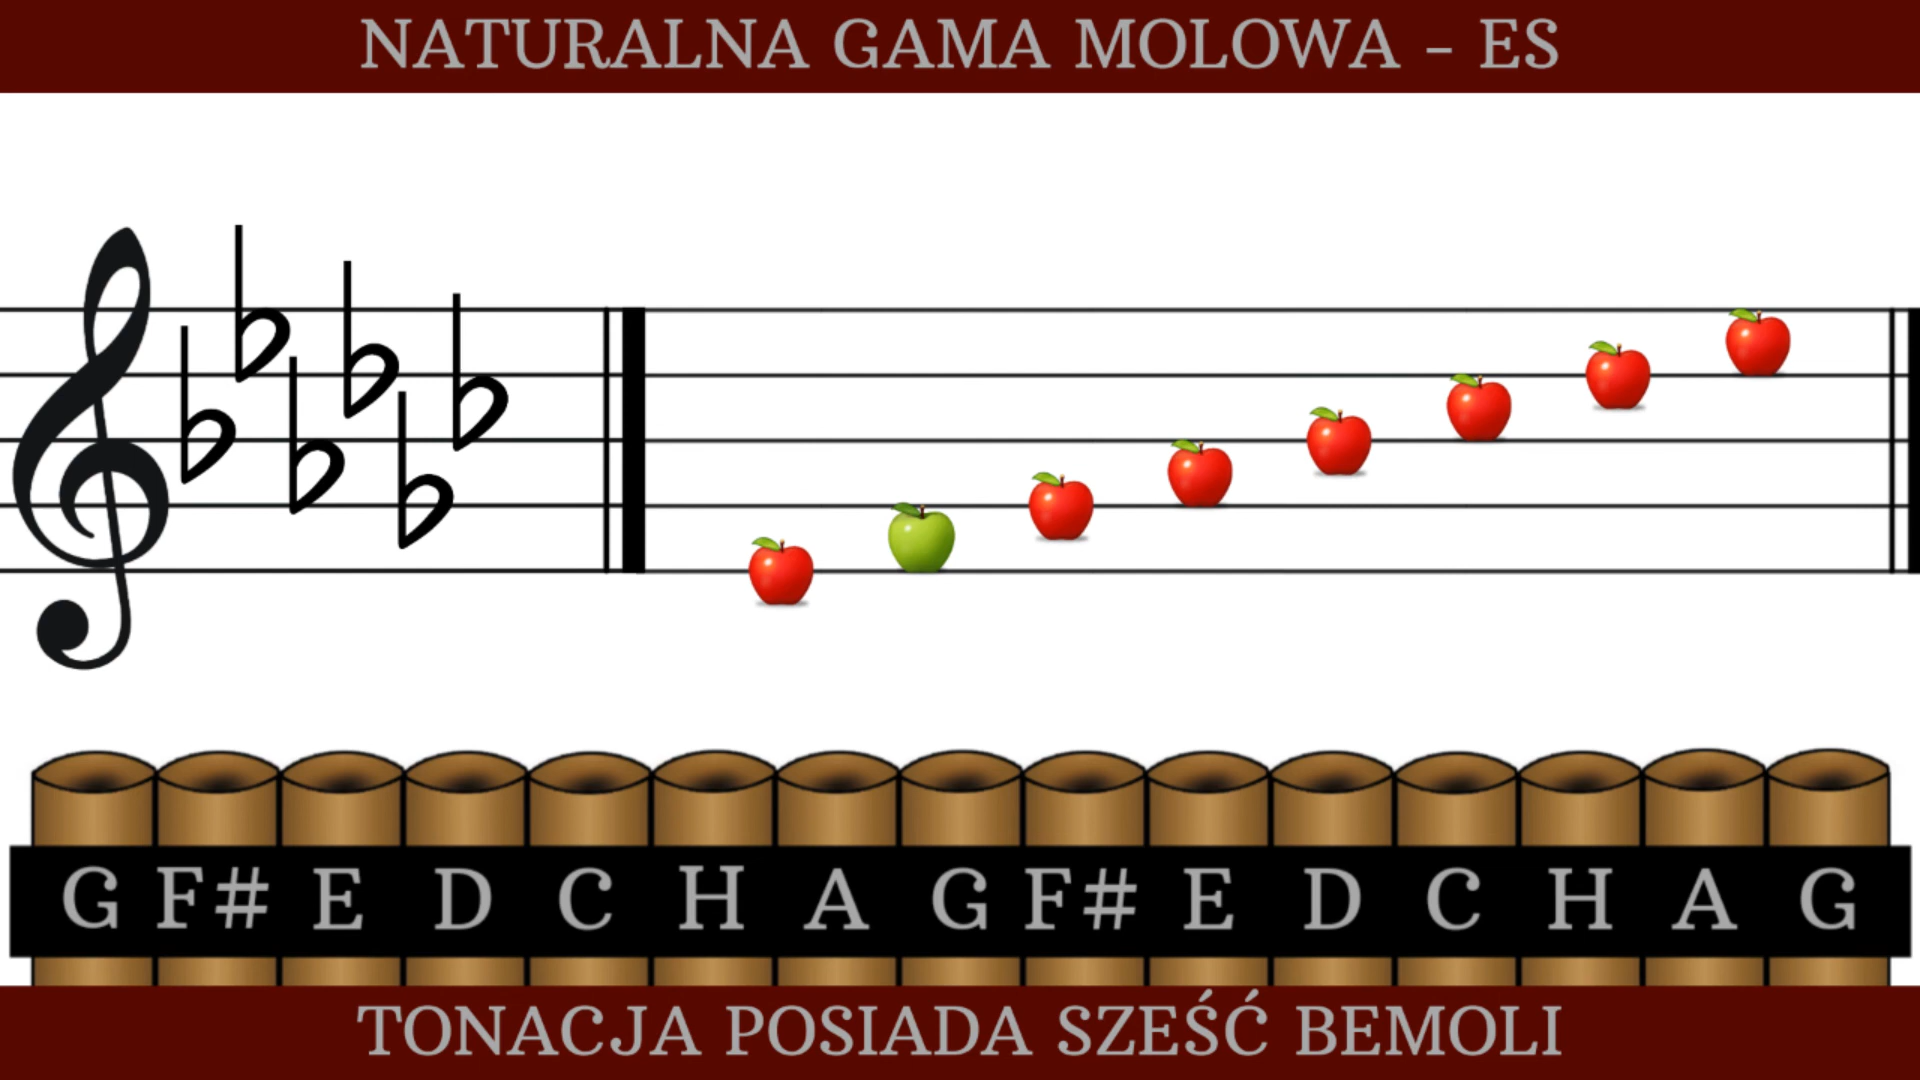 NATURALNA GAMA MOLOWA - ES
G F# E D C H A G F# E D C H A G
TONACJA POSIADA SZEŚĆ BEMOLI